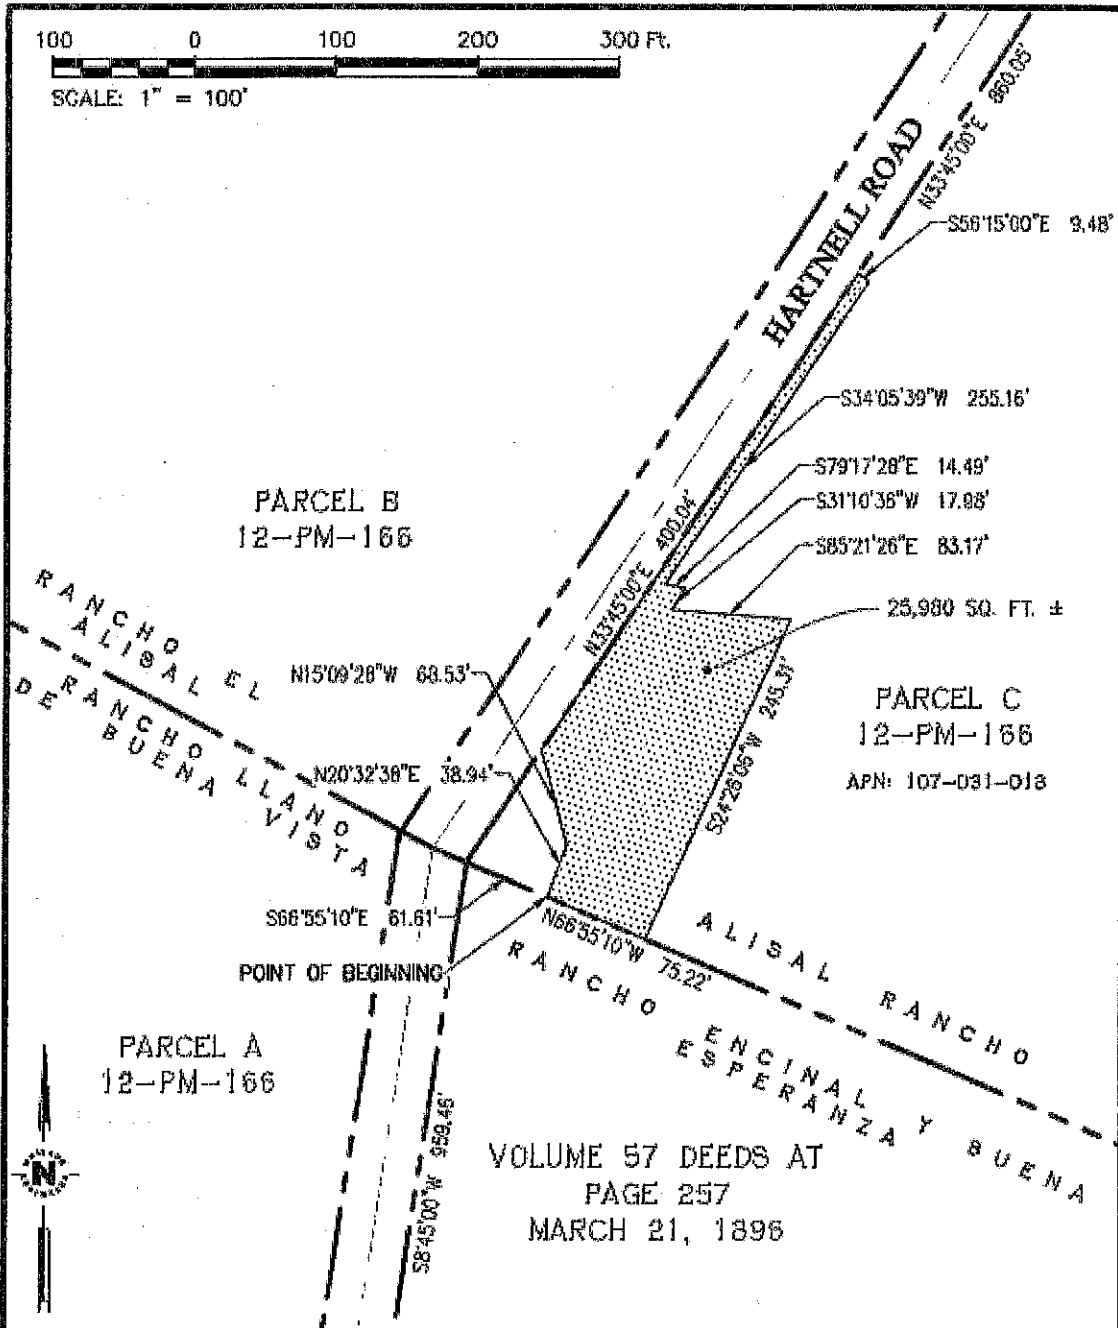 100 0 100 200 300 Ft.
SCALE: 1" = 100'
HARTNELL ROAD
N33°45'00"E 860.05'
S56°15'00"E 9.48'
S34°05'39"W 255.16'
S79°17'28"E 14.49'
S31°10'36"W 17.98'
S85°21'26"E 83.17'
25,980 SQ. FT. ±
PARCEL B
12-PM-166
N33°45'00"E 400.04'
RANCHO EL
ALISAL
RANCHO LLANO
DE BUENA VISTA
N15°09'28"W 68.53'
N20°32'38"E 38.94'
S24°26'06"W 245.31'
PARCEL C
12-PM-166
APN: 107-031-018
S66°55'10"E 61.61'
POINT OF BEGINNING
N66°55'10"W 75.22'
ALISAL RANCHO
RANCHO ENCINAL Y BUENA
ESPERANZA
PARCEL A
12-PM-166
N
S8°45'00"W 959.46'
VOLUME 57 DEEDS AT
PAGE 257
MARCH 21, 1898